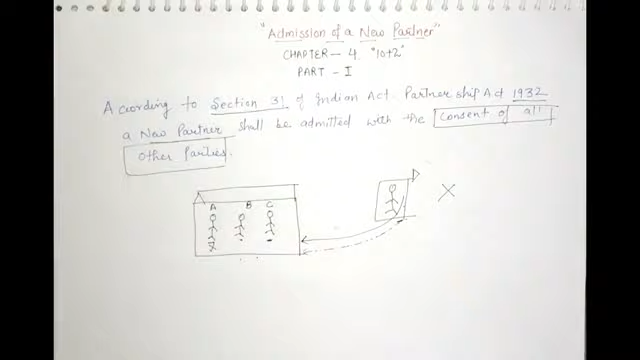 "Admission of a New Partner"
CHAPTER - 4 "10+2"
PART - I
According to Section 31 of Indian Act Partnership Act 1932
a New Partner shall be admitted with the consent of all
other Parties.
A B C
D
X